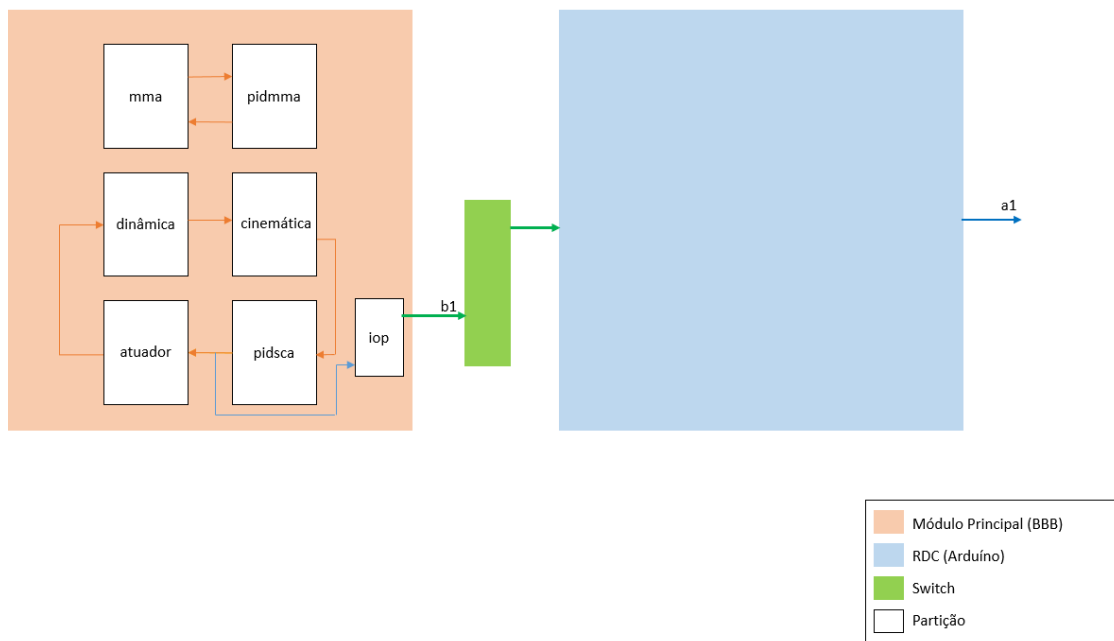 mma
pidmma
dinâmica
cinemática
atuador
pidsca
iop
b1
a1
Módulo Principal (BBB)
RDC (Arduíno)
Switch
Partição